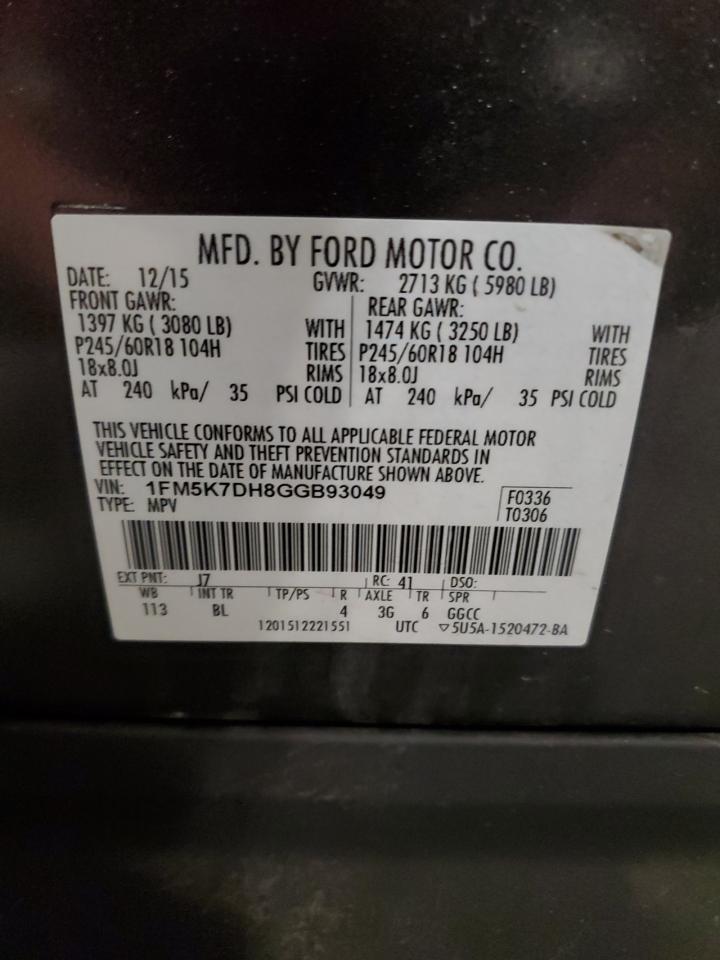 MFD. BY FORD MOTOR CO.
DATE: 12/15 GVWR: 2713 KG ( 5980 LB)
FRONT GAWR: REAR GAWR:
1397 KG ( 3080 LB) WITH 1474 KG ( 3250 LB) WITH
P245/60R18 104H TIRES P245/60R18 104H TIRES
18x8.0J RIMS 18x8.0J RIMS
AT 240 kPa/ 35 PSI COLD AT 240 kPa/ 35 PSI COLD
THIS VEHICLE CONFORMS TO ALL APPLICABLE FEDERAL MOTOR
VEHICLE SAFETY AND THEFT PREVENTION STANDARDS IN
EFFECT ON THE DATE OF MANUFACTURE SHOWN ABOVE.
VIN: 1FM5K7DH8GGB93049 F0336
TYPE: MPV T0306
EXT PNT: J7 RC: 41 DSO:
WB INT TR TP/PS R AXLE TR SPR
113 BL 4 3G 6 GGCC
1201512221551 UTC ▽5U5A-1520472-BA